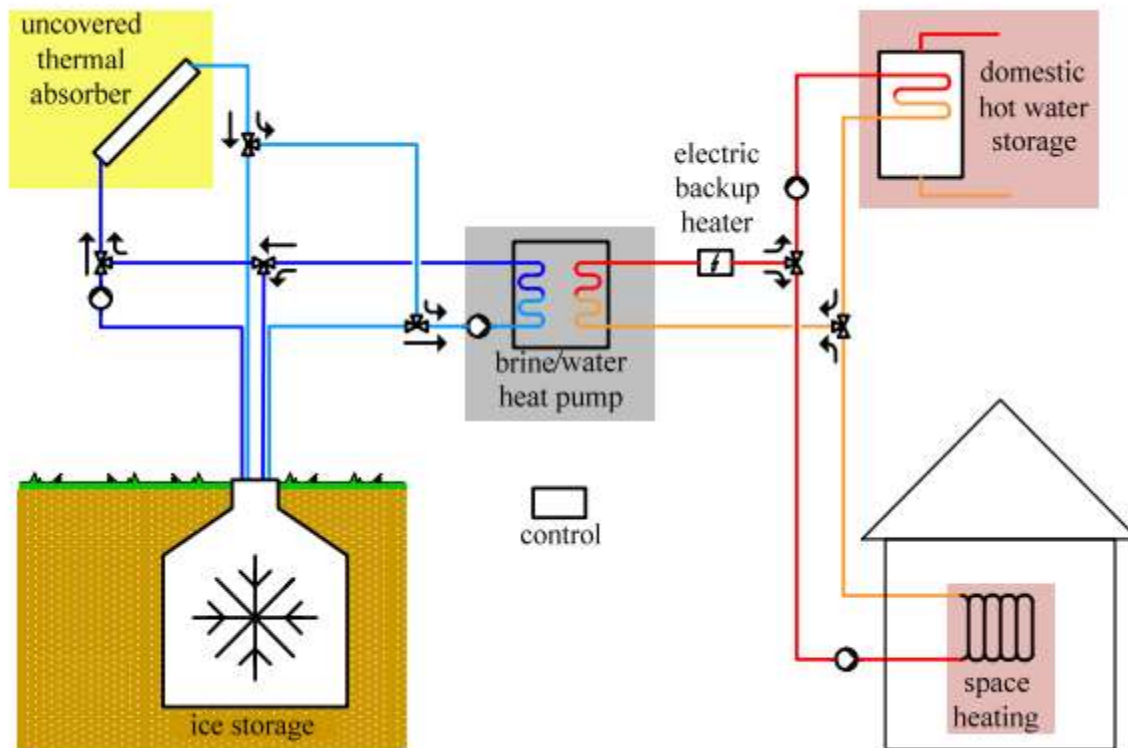 uncovered
thermal
absorber
domestic
hot water
storage
electric
backup
heater
brine/water
heat pump
control
ice storage
space
heating